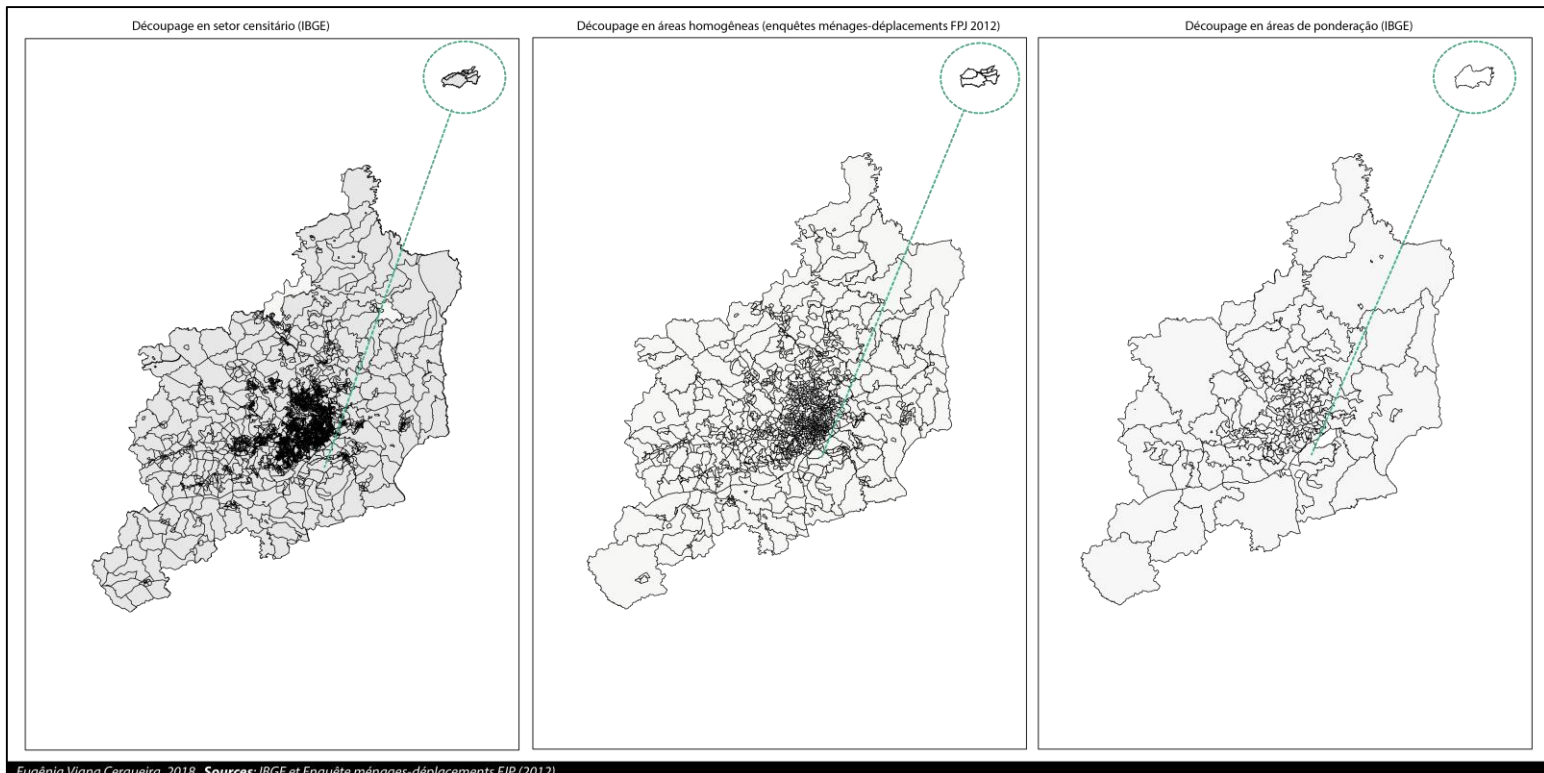 Découpage en setor censitário (IBGE)
Découpage en áreas homogêneas (enquêtes ménages-déplacements FPJ 2012)
Découpage en áreas de ponderação (IBGE)
Eugênia Viana Cerqueira, 2018. Sources: IBGE et Enquête ménages-déplacements FJP (2012)